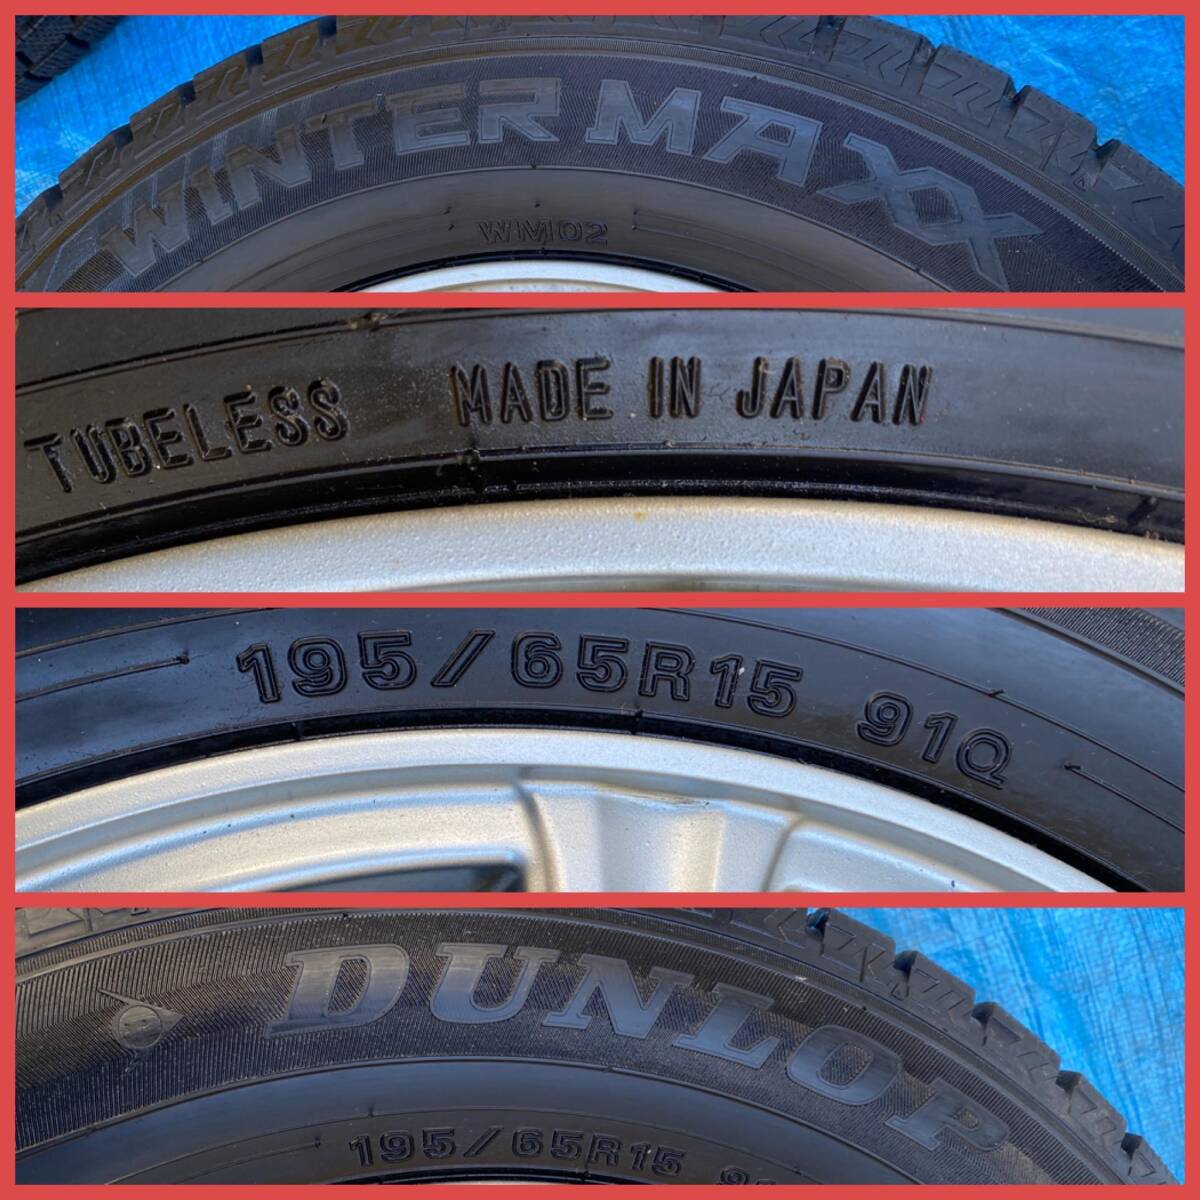 WINTER MAXX
WM02
TUBELESS MADE IN JAPAN
195/65R15 91Q
DUNLOP
195/65R15